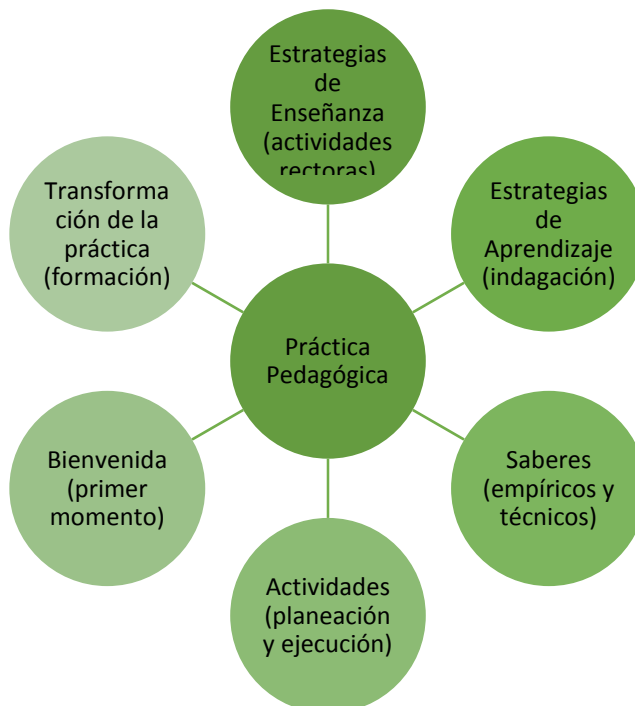 Estrategias
de
Enseñanza
(actividades
rectoras)
Estrategias
de
Aprendizaje
(indagación)
Saberes
(empíricos y
técnicos)
Actividades
(planeación
y ejecución)
Bienvenida
(primer
momento)
Transforma
ción de la
práctica
(formación)
Práctica
Pedagógica